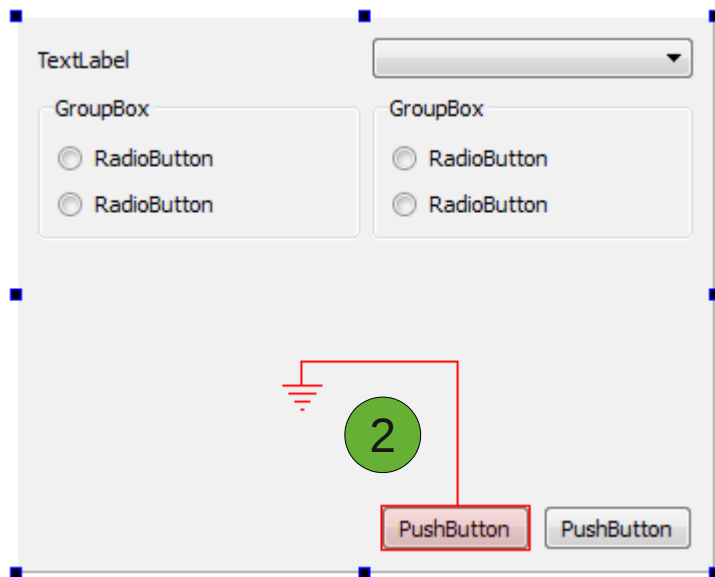 TextLabel
GroupBox
RadioButton
RadioButton
GroupBox
RadioButton
RadioButton
2
PushButton
PushButton